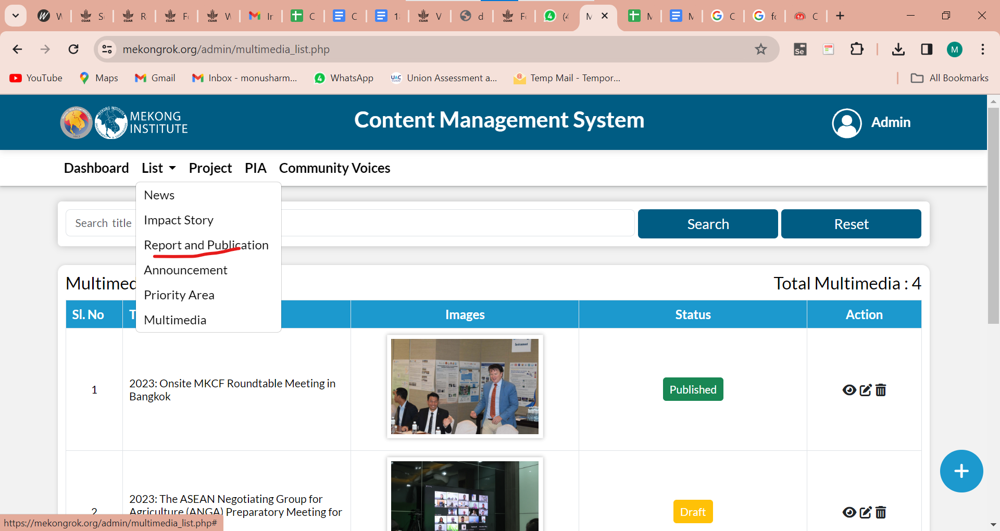 W
S
R
F
W
Ir
C
C
1
V
d
F
(4
M
M
M
C
f
C
mekongrok.org/admin/multimedia_list.php
Se
M
YouTube
Maps
Gmail
Inbox - monusharm...
WhatsApp
Union Assessment a...
Temp Mail - Tempor...
All Bookmarks
MEKONG
INSTITUTE
Content Management System
Admin
Dashboard
List
Project
PIA
Community Voices
News
Impact Story
Report and Publication
Announcement
Priority Area
Multimedia
Search title
Search
Reset
Multimed
Total Multimedia : 4
Sl. No
T
Images
Status
Action
1
2023: Onsite MKCF Roundtable Meeting in
Bangkok
Environment
Published
2
2023: The ASEAN Negotiating Group for
Agriculture (ANGA) Preparatory Meeting for
Draft
https://mekongrok.org/admin/multimedia_list.php#